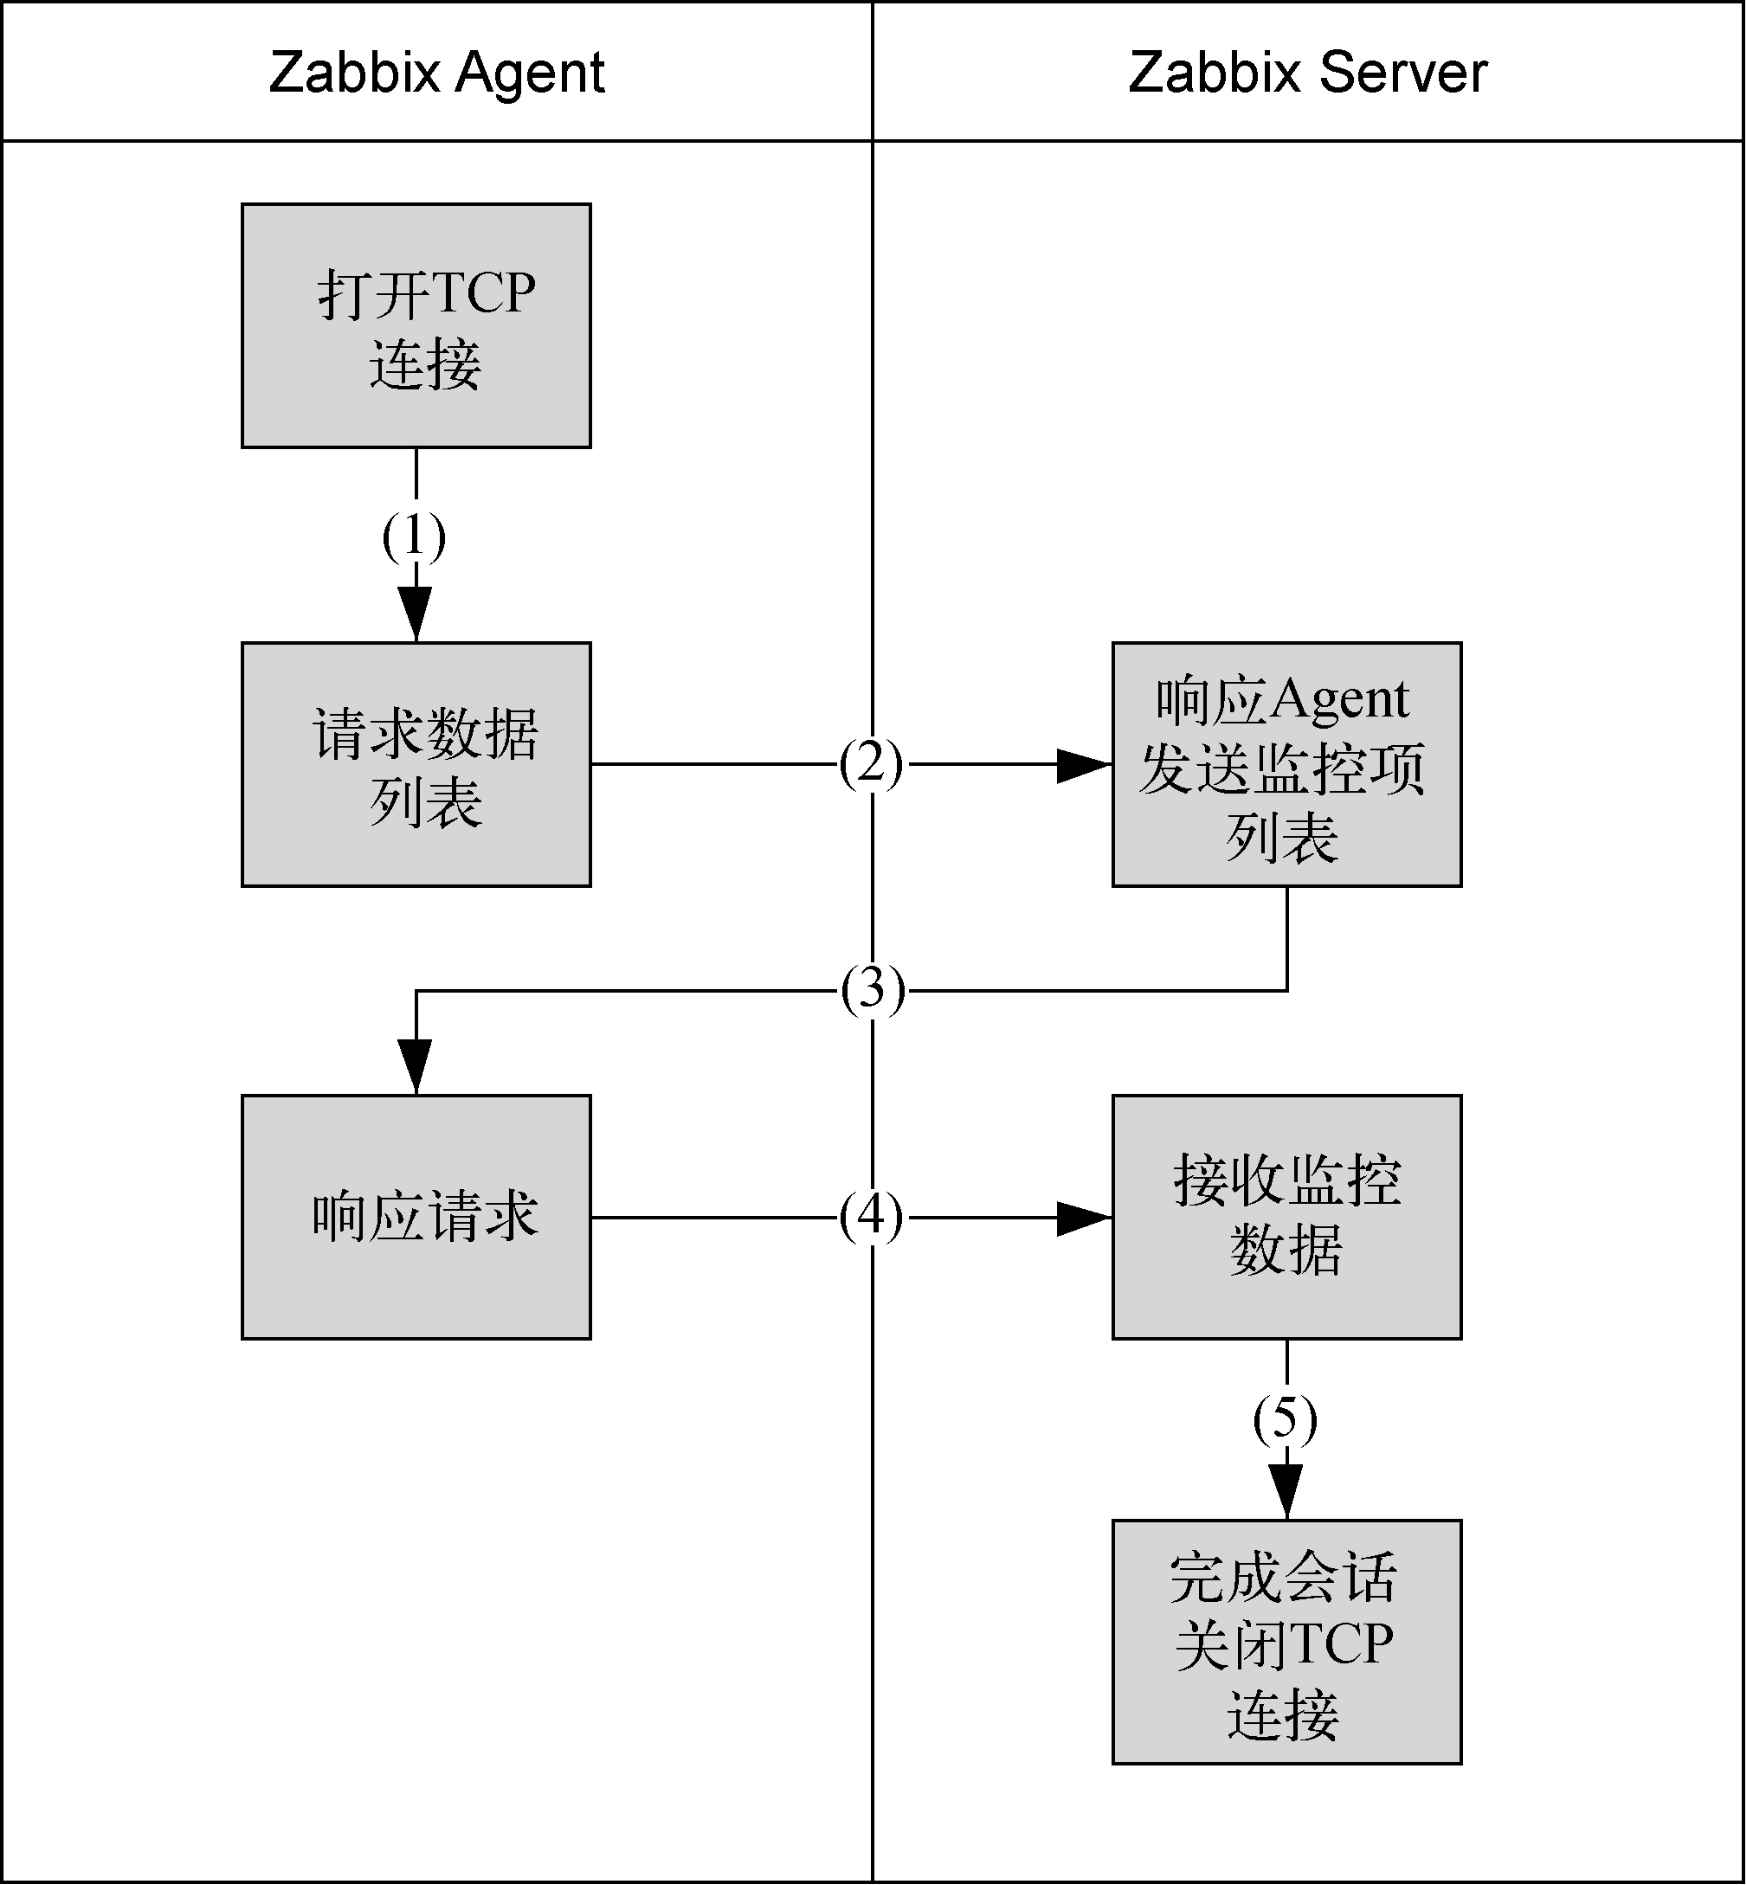 Zabbix Agent
Zabbix Server
打开TCP
连接
(1)
请求数据
列表
(2)
响应Agent
发送监控项
列表
(3)
响应请求
(4)
接收监控
数据
(5)
完成会话
关闭TCP
连接